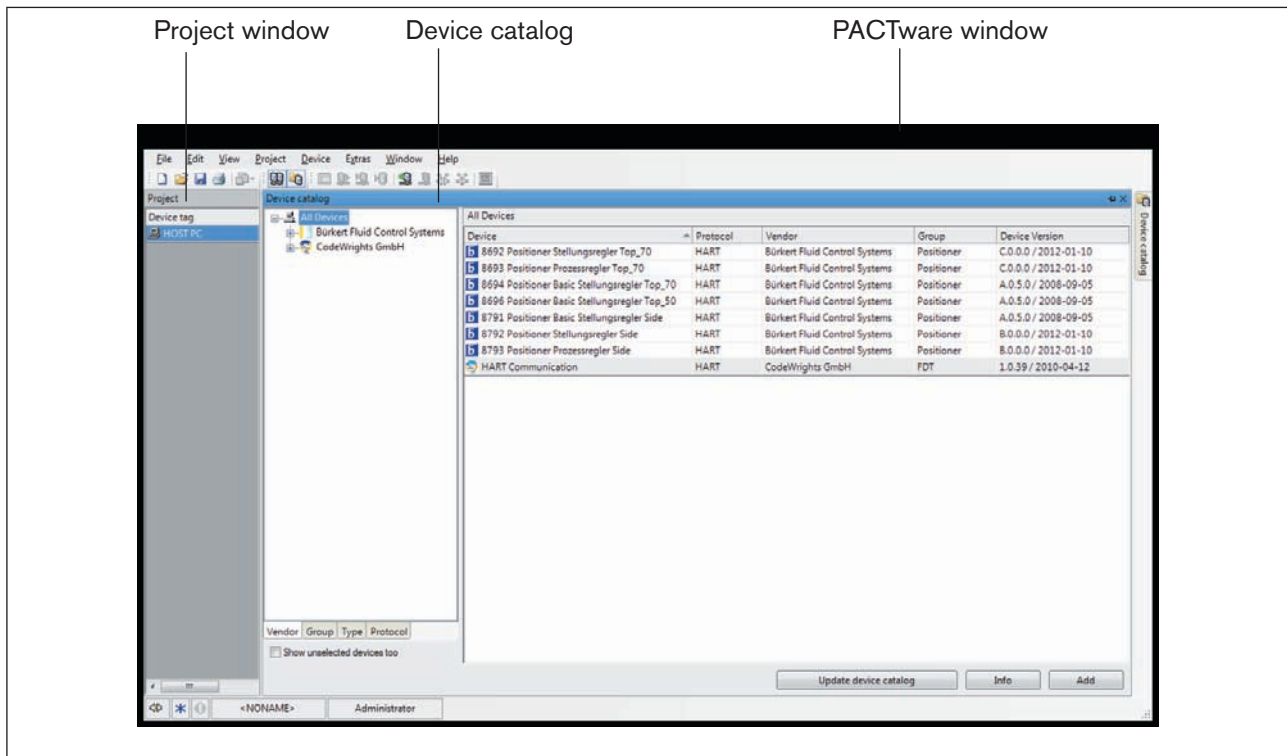 Project window Device catalog PACTware window
File Edit View Project Device Extras Window Help
Project Device catalog
Device tag
HOST PC
All Devices
Bürkert Fluid Control Systems
CodeWrights GmbH
All Devices
Device Protocol Vendor Group Device Version
8692 Positioner Stellungsregler Top_70 HART Bürkert Fluid Control Systems Positioner C.0.0.0 / 2012-01-10
8693 Positioner Prozessregler Top_70 HART Bürkert Fluid Control Systems Positioner C.0.0.0 / 2012-01-10
8694 Positioner Basic Stellungsregler Top_70 HART Bürkert Fluid Control Systems Positioner A.0.5.0 / 2008-09-05
8696 Positioner Basic Stellungsregler Top_50 HART Bürkert Fluid Control Systems Positioner A.0.5.0 / 2008-09-05
8791 Positioner Basic Stellungsregler Side HART Bürkert Fluid Control Systems Positioner A.0.5.0 / 2008-09-05
8792 Positioner Stellungsregler Side HART Bürkert Fluid Control Systems Positioner B.0.0.0 / 2012-01-10
8793 Positioner Prozessregler Side HART Bürkert Fluid Control Systems Positioner B.0.0.0 / 2012-01-10
HART Communication HART CodeWrights GmbH FDT 1.0.39 / 2010-04-12
Device catalog
Vendor Group Type Protocol
Show unselected devices too
Update device catalog Info Add
<NONAME> Administrator